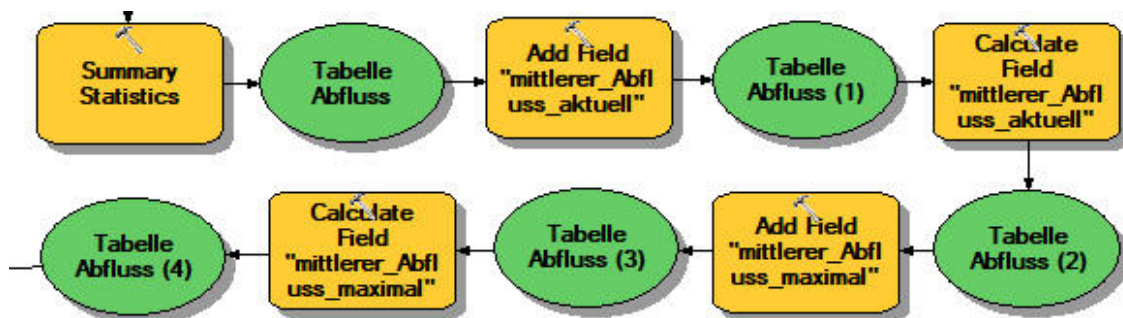 Summary
Statistics
Tabelle
Abfluss
Add Field
"mittlerer_Abfl
uss_aktuell"
Tabelle
Abfluss (1)
Calculate
Field
"mittlerer_Abfl
uss_aktuell"
Tabelle
Abfluss (4)
Calculate
Field
"mittlerer_Abfl
uss_maximal"
Tabelle
Abfluss (3)
Add Field
"mittlerer_Abfl
uss_maximal"
Tabelle
Abfluss (2)